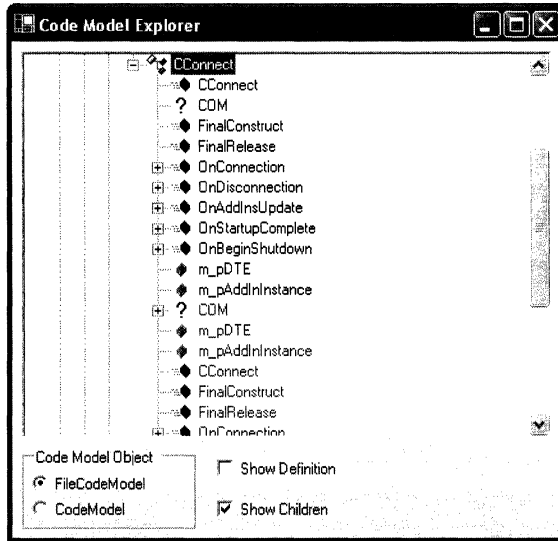 Code Model Explorer
CConnect
CConnect
? COM
FinalConstruct
FinalRelease
OnConnection
OnDisconnection
OnAddInsUpdate
OnStartupComplete
OnBeginShutdown
m_pDTE
m_pAddInInstance
? COM
m_pDTE
m_pAddInInstance
CConnect
FinalConstruct
FinalRelease
OnConnection
Code Model Object
FileCodeModel
CodeModel
Show Definition
Show Children